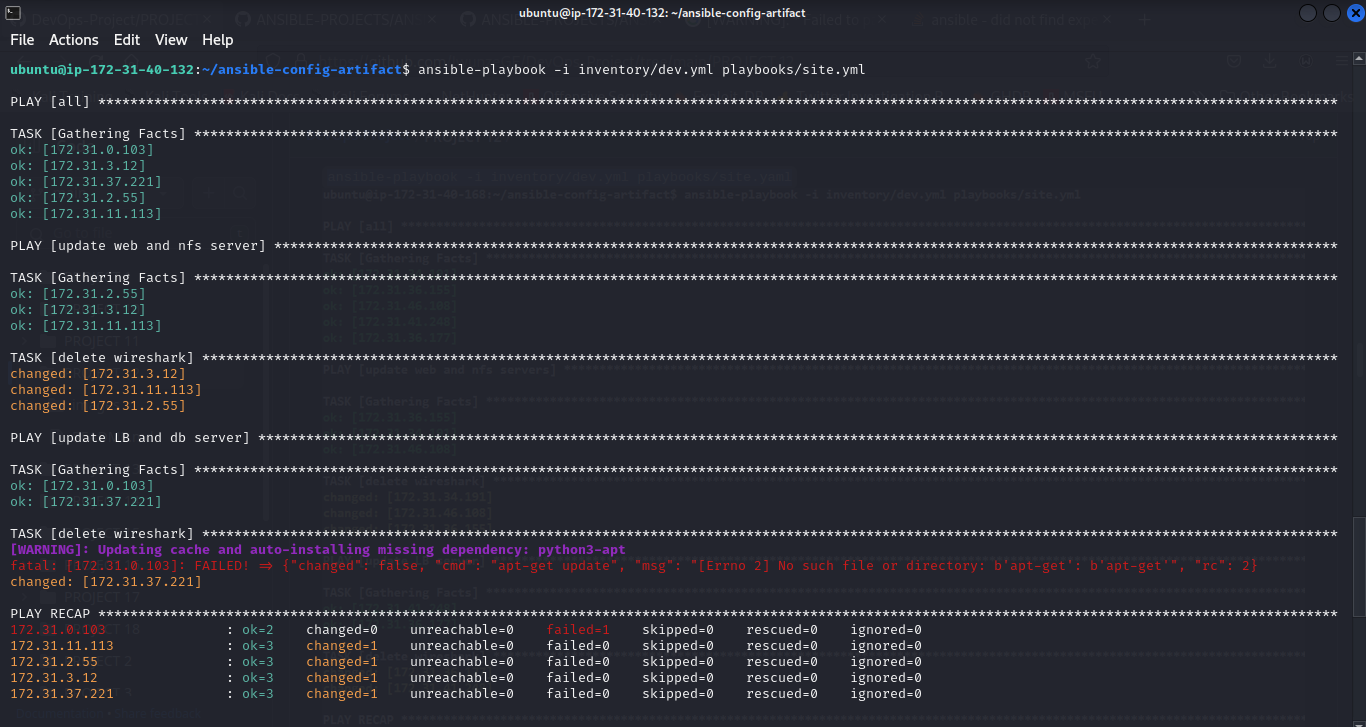 ubuntu@ip-172-31-40-132: ~/ansible-config-artifact
File Actions Edit View Help
ubuntu@ip-172-31-40-132:~/ansible-config-artifact$ ansible-playbook -i inventory/dev.yml playbooks/site.yml
PLAY [all] ***********************************************************************************************************************************************************
TASK [Gathering Facts] ***********************************************************************************************************************************************
ok: [172.31.0.103]
ok: [172.31.3.12]
ok: [172.31.37.221]
ok: [172.31.2.55]
ok: [172.31.11.113]
PLAY [update web and nfs server] *************************************************************************************************************************************
TASK [Gathering Facts] ***********************************************************************************************************************************************
ok: [172.31.2.55]
ok: [172.31.3.12]
ok: [172.31.11.113]
TASK [delete wireshark] **********************************************************************************************************************************************
changed: [172.31.3.12]
changed: [172.31.11.113]
changed: [172.31.2.55]
PLAY [update LB and db server] ***************************************************************************************************************************************
TASK [Gathering Facts] ***********************************************************************************************************************************************
ok: [172.31.0.103]
ok: [172.31.37.221]
TASK [delete wireshark] **********************************************************************************************************************************************
[WARNING]: Updating cache and auto-installing missing dependency: python3-apt
fatal: [172.31.0.103]: FAILED! => {"changed": false, "cmd": "apt-get update", "msg": "[Errno 2] No such file or directory: b'apt-get': b'apt-get'", "rc": 2}
changed: [172.31.37.221]
PLAY RECAP ***********************************************************************************************************************************************************
172.31.0.103 : ok=2 changed=0 unreachable=0 failed=1 skipped=0 rescued=0 ignored=0
172.31.11.113 : ok=3 changed=1 unreachable=0 failed=0 skipped=0 rescued=0 ignored=0
172.31.2.55 : ok=3 changed=1 unreachable=0 failed=0 skipped=0 rescued=0 ignored=0
172.31.3.12 : ok=3 changed=1 unreachable=0 failed=0 skipped=0 rescued=0 ignored=0
172.31.37.221 : ok=3 changed=1 unreachable=0 failed=0 skipped=0 rescued=0 ignored=0